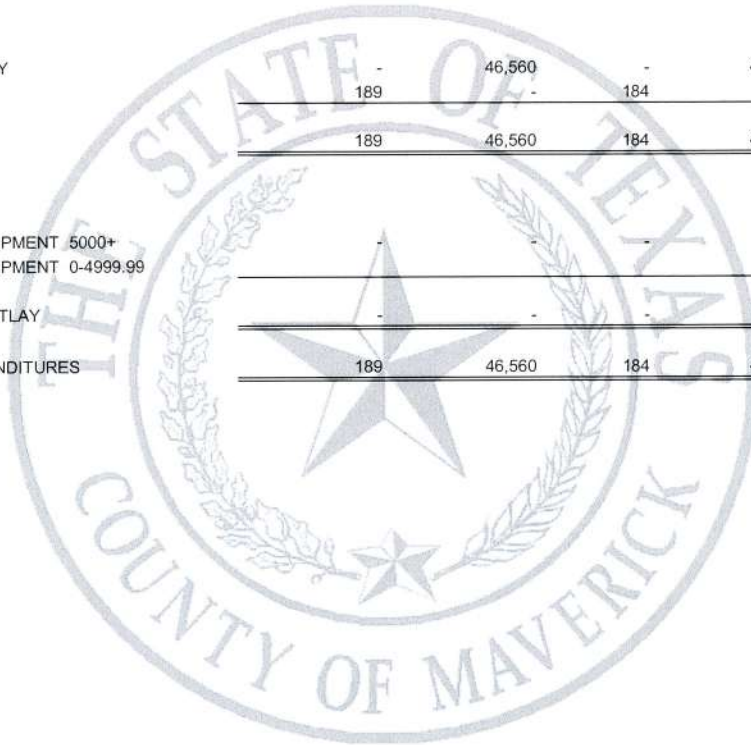 Y - 46,560 -
189 - 184
189 46,560 184
PMENT 5000+ - - -
PMENT 0-4999.99
TLAY - - -
NDITURES 189 46,560 184
THE STATE OF TEXAS
COUNTY OF MAVERICK